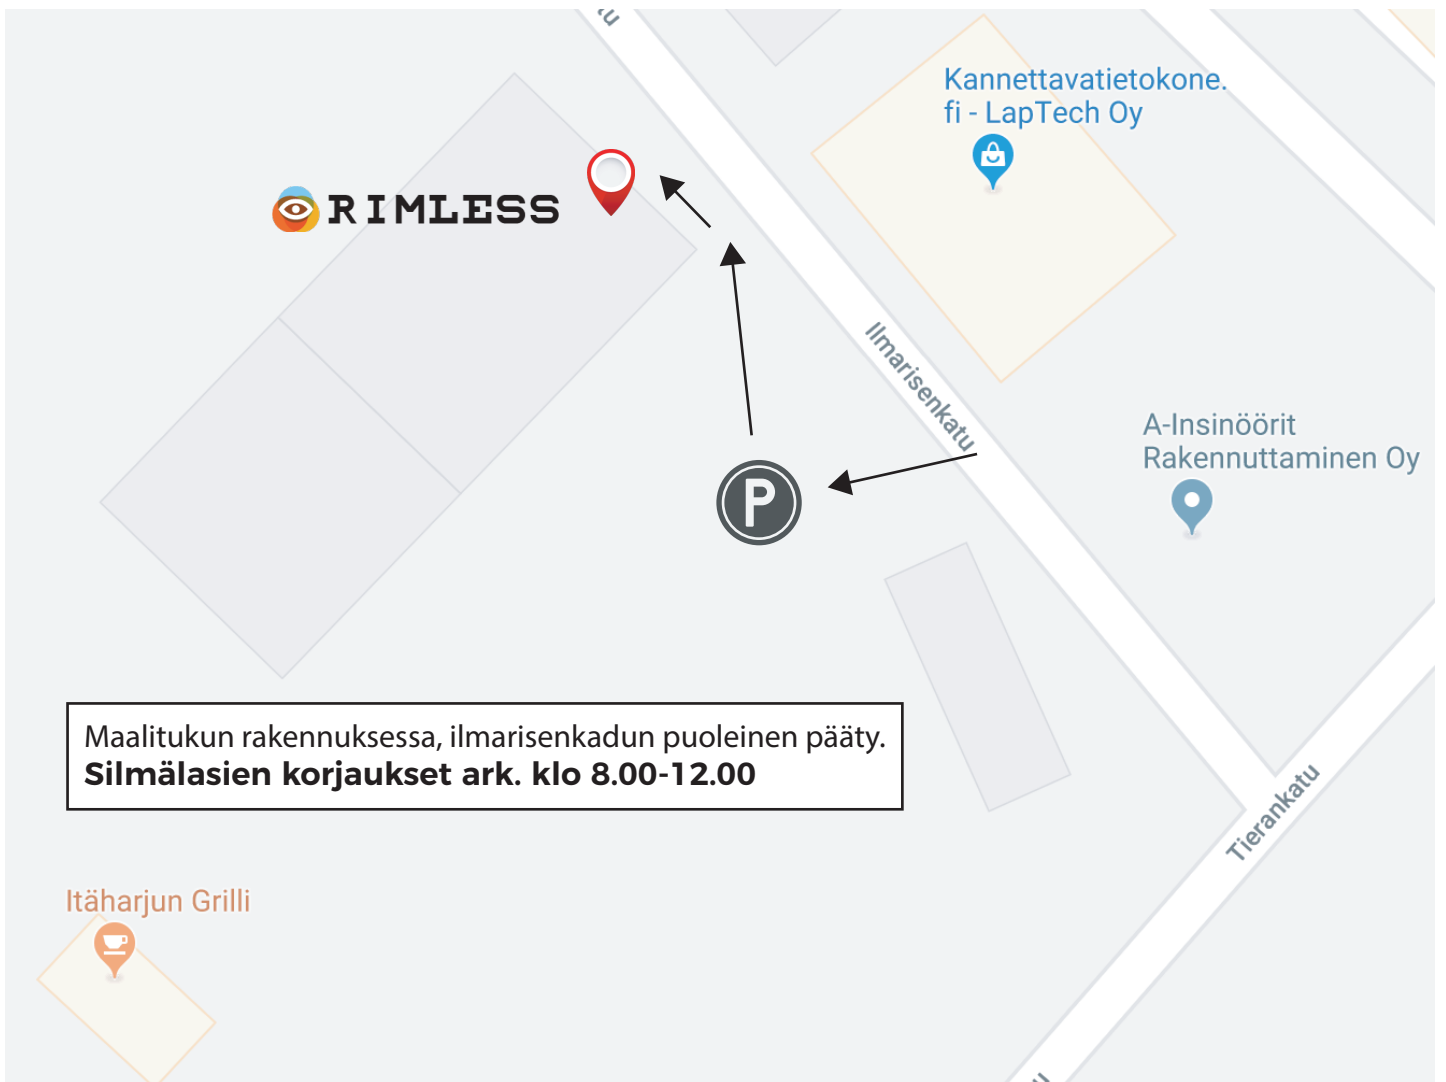 Kannettavatietokone.
fi - LapTech Oy
RIMLESS
Ilmarisenkatu
P
A-Insinöörit
Rakennuttaminen Oy
Maalitukun rakennuksessa, ilmarisenkadun puoleinen pääty.
Silmälasien korjaukset ark. klo 8.00-12.00
Tierankatu
Itäharjun Grilli